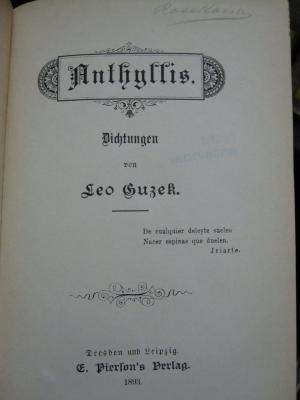 Anthyllis.
Dichtungen
von
Leo Guzek.
De cualquier deleyte suelen
Nacer espinas que duelen.
Jriarte.
Dresden und Leipzig.
E. Pierson's Verlag.
1893.